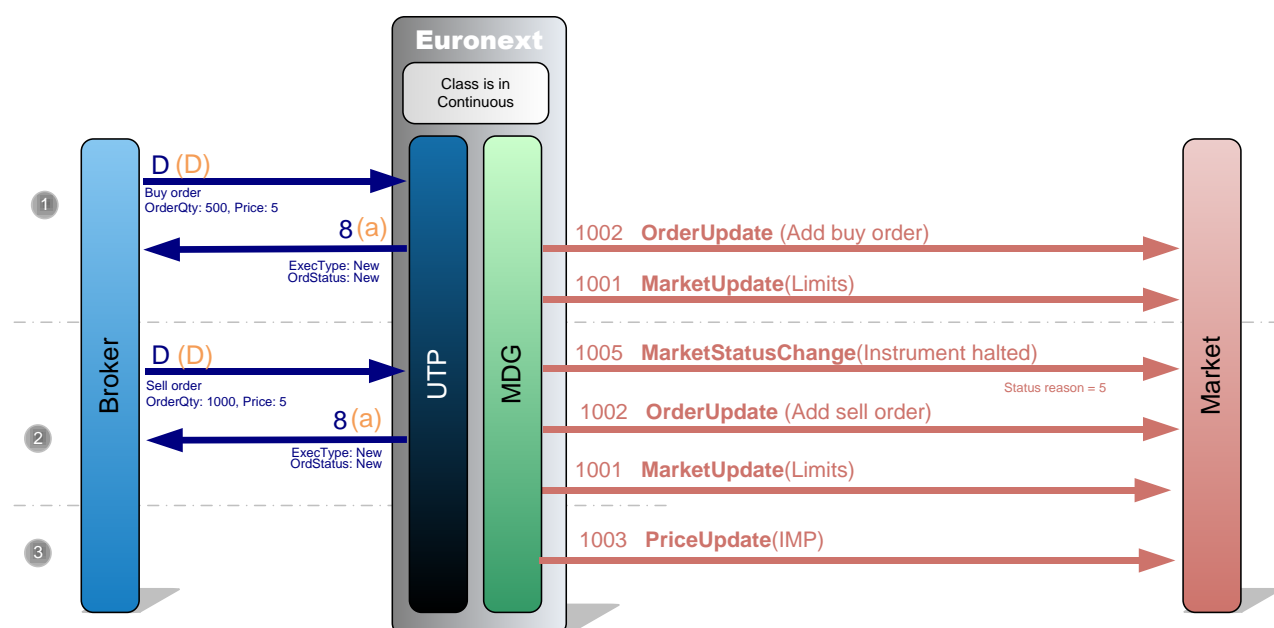 Euronext
Class is in
Continuous
D (D)
Buy order
OrderQty: 500, Price: 5
1
8 (a)
ExecType: New
OrdStatus: New
1002 OrderUpdate (Add buy order)
1001 MarketUpdate(Limits)
Broker
UTP
MDG
Market
D (D)
Sell order
OrderQty: 1000, Price: 5
1005 MarketStatusChange(Instrument halted)
Status reason = 5
2
8 (a)
ExecType: New
OrdStatus: New
1002 OrderUpdate (Add sell order)
1001 MarketUpdate(Limits)
3
1003 PriceUpdate(IMP)